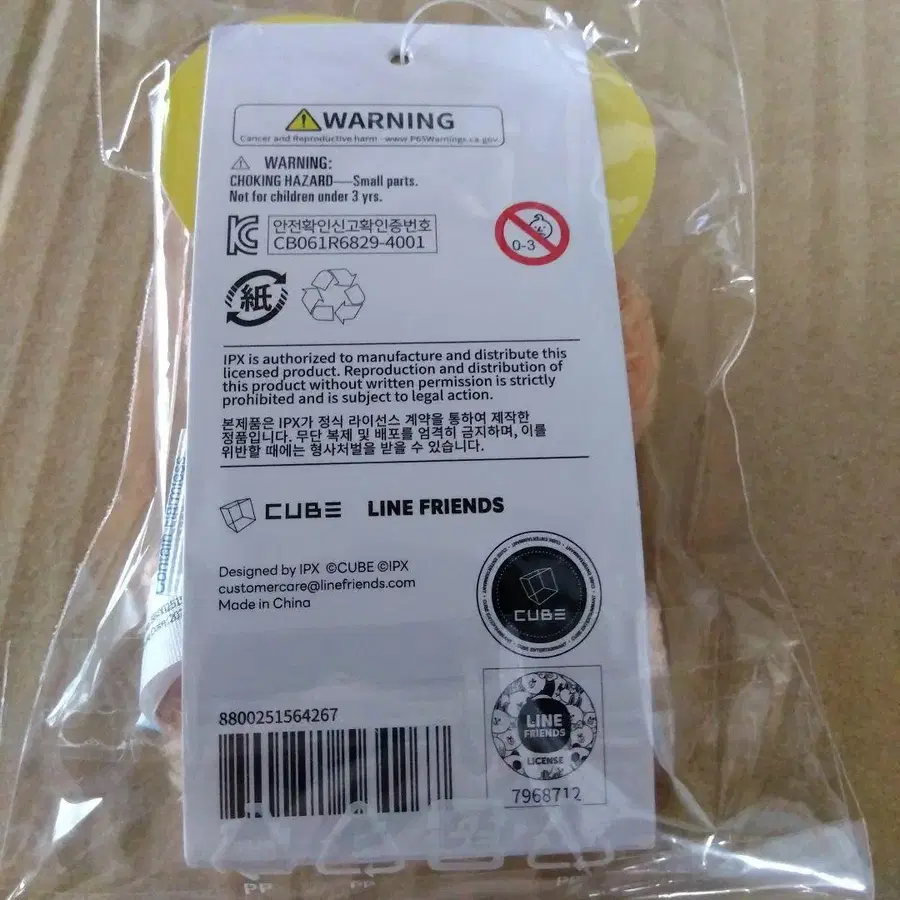 WARNING
Cancer and Reproductive harm - www.P65Warnings.ca.gov
WARNING:
CHOKING HAZARD—Small parts.
Not for children under 3 yrs.
안전확인신고확인증번호
CB061R6829-4001
0-3
紙
IPX is authorized to manufacture and distribute this
licensed product. Reproduction and distribution of
this product without written permission is strictly
prohibited and is subject to legal action.
본제품은 IPX가 정식 라이선스 계약을 통하여 제작한
정품입니다. 무단 복제 및 배포를 엄격히 금지하며, 이를
위반할 때에는 형사처벌을 받을 수 있습니다.
CUBE LINE FRIENDS
Designed by IPX ©CUBE ©IPX
customercare@linefriends.com
Made in China
CUBE ENTERTAINMENT
CUBE
8800251564267
LINE
FRIENDS
LICENSE
7968712
PP
PP
PP